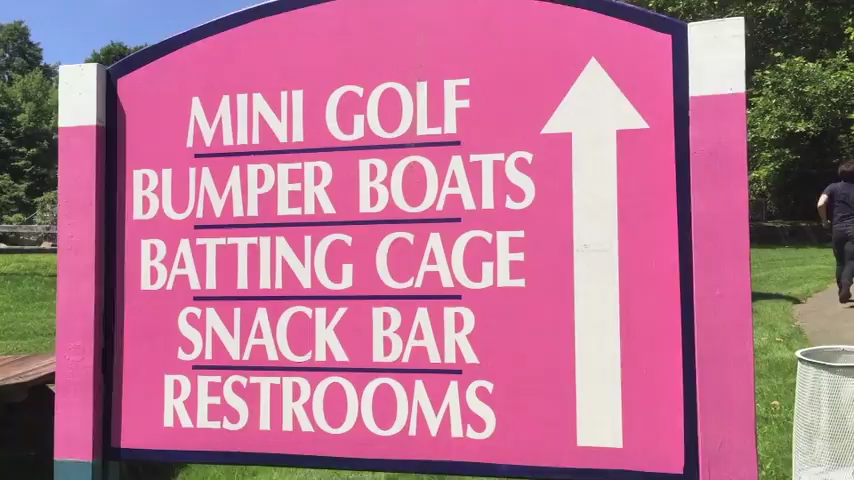 MINI GOLF
BUMPER BOATS
BATTING CAGE
SNACK BAR
RESTROOMS